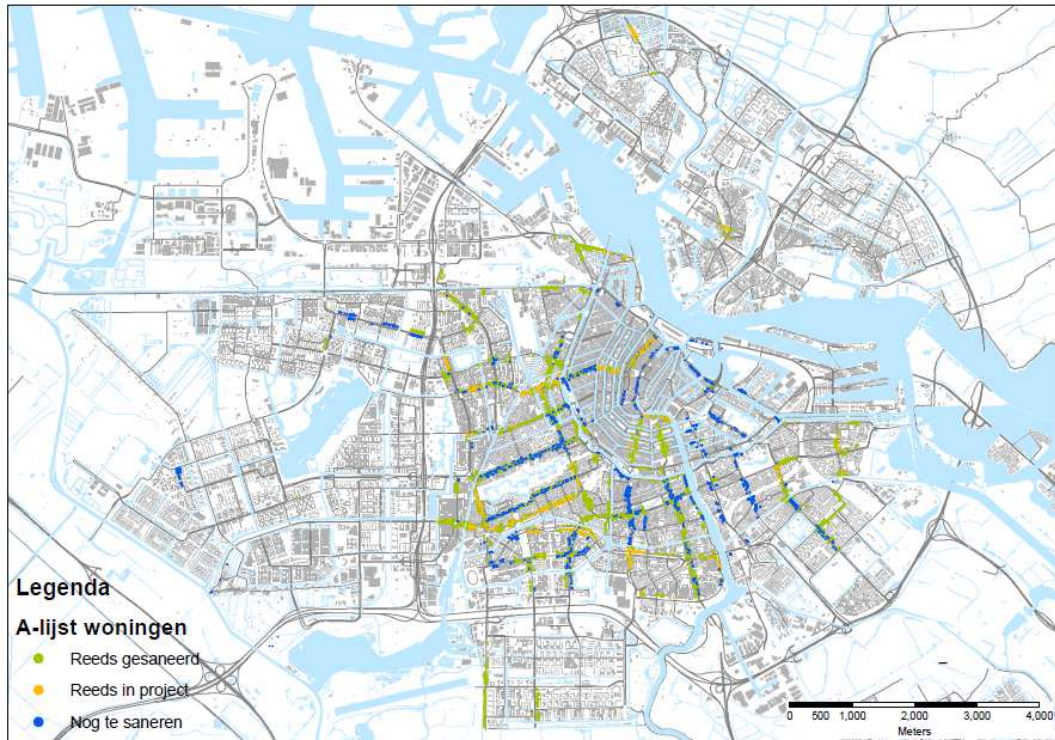 Legenda
A-lijst woningen
Reeds gesaneerd
Reeds in project
Nog te saneren
0 500 1,000 2,000 3,000 4,000
Meters